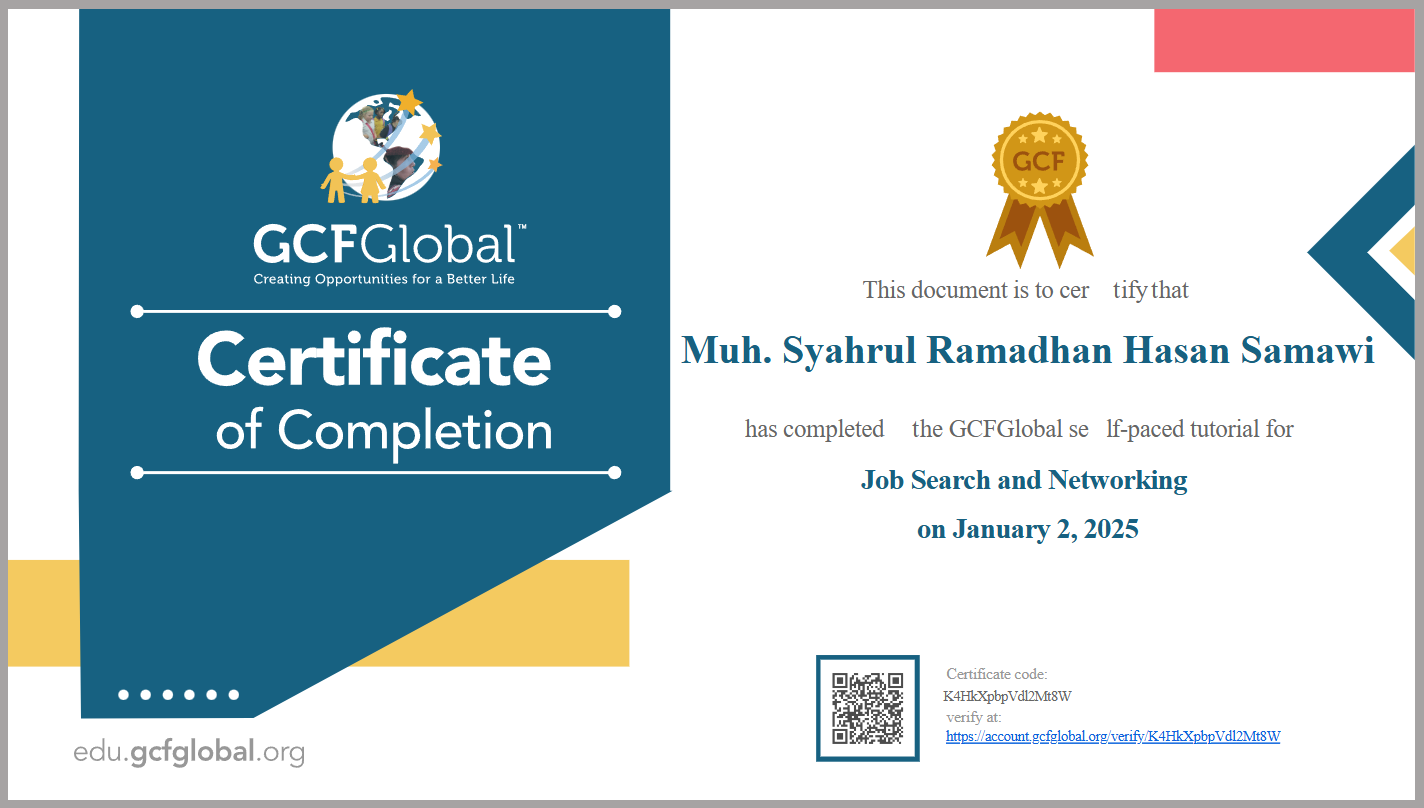 GCFGlobal™
Creating Opportunities for a Better Life
Certificate
of Completion
edu.gcfglobal.org
GCF
This document is to cer tify that
Muh. Syahrul Ramadhan Hasan Samawi
has completed the GCFGlobal se lf-paced tutorial for
Job Search and Networking
on January 2, 2025
Certificate code:
K4HkXpbpVdl2Mt8W
verify at:
https://account.gcfglobal.org/verify/K4HkXpbpVdl2Mt8W